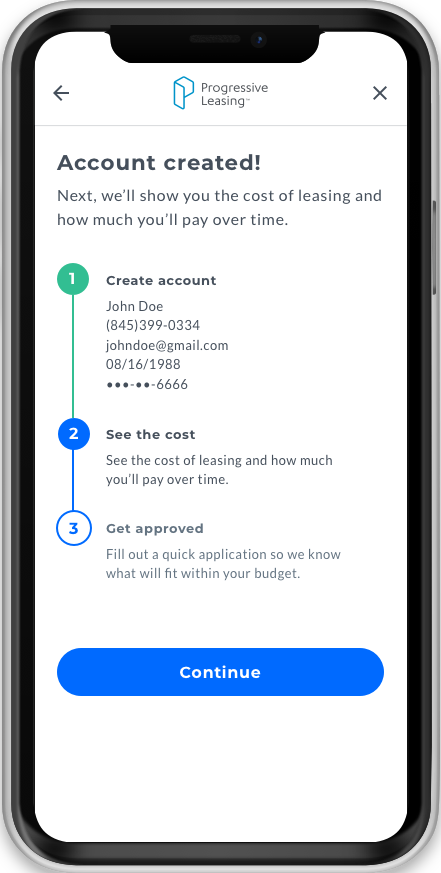 Progressive
Leasing™
Account created!
Next, we’ll show you the cost of leasing and
how much you’ll pay over time.
1
Create account
John Doe
(845)399-0334
johndoe@gmail.com
08/16/1988
•••-••-6666
2
See the cost
See the cost of leasing and how much
you’ll pay over time.
3
Get approved
Fill out a quick application so we know
what will fit within your budget.
Continue